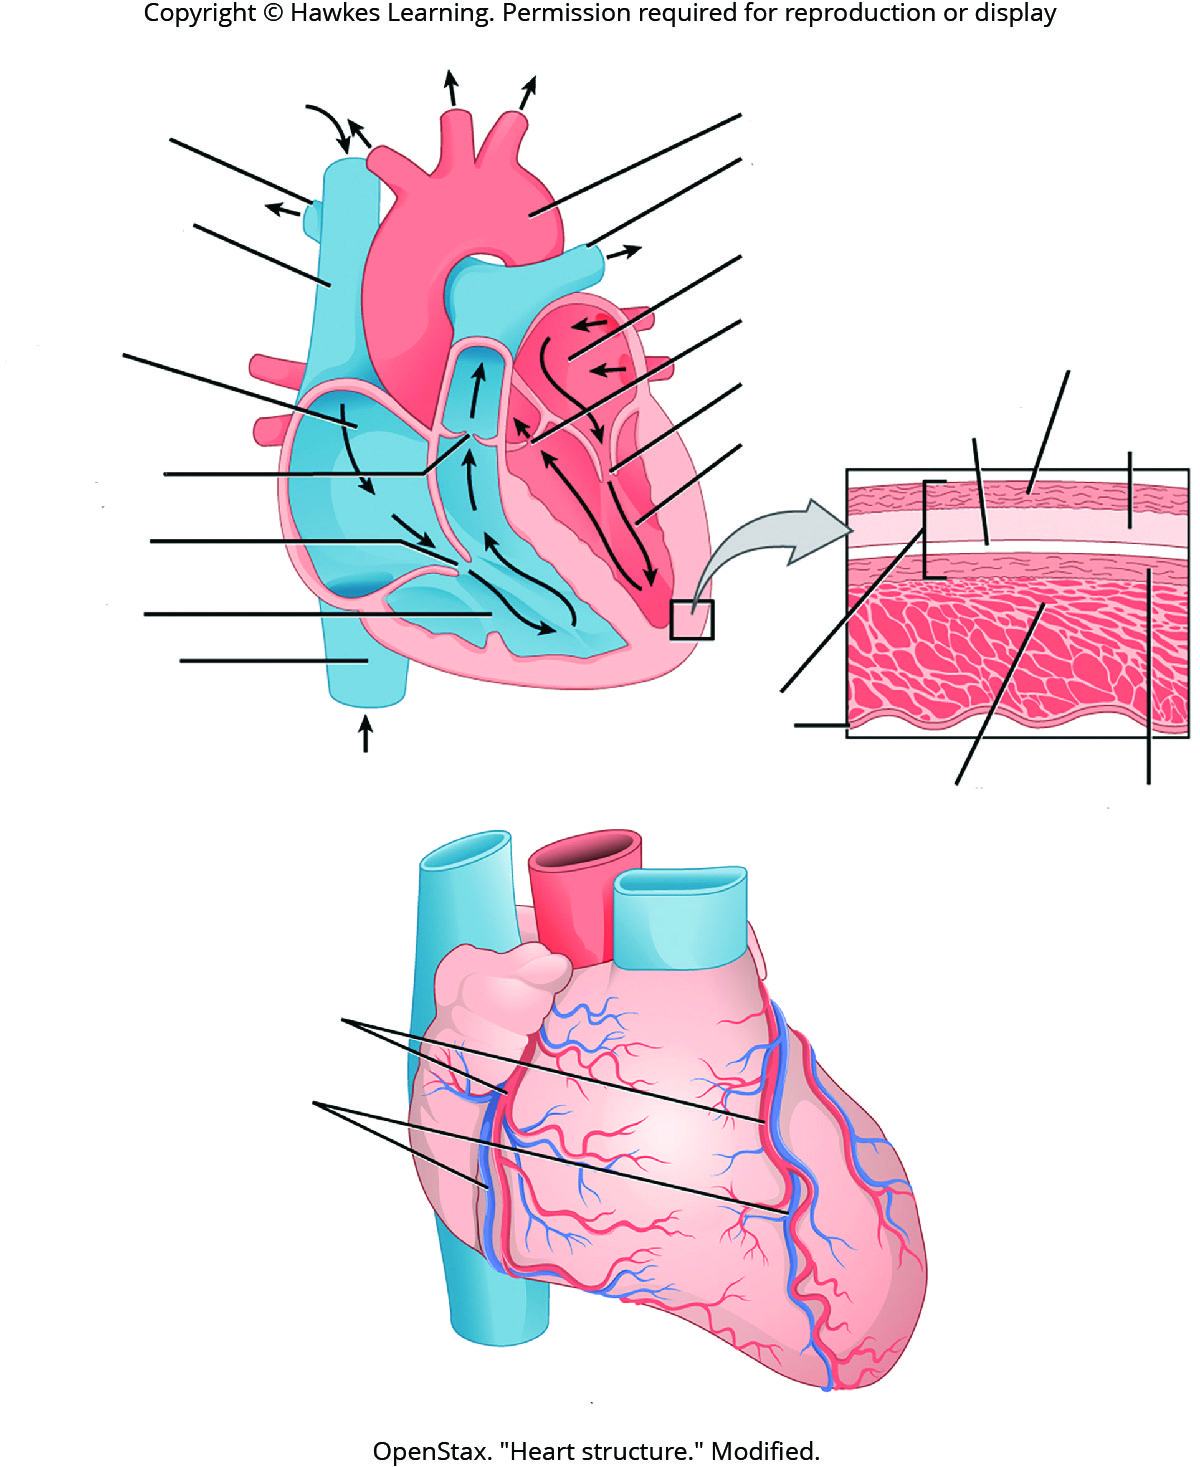 Copyright © Hawkes Learning. Permission required for reproduction or display
OpenStax. "Heart structure." Modified.